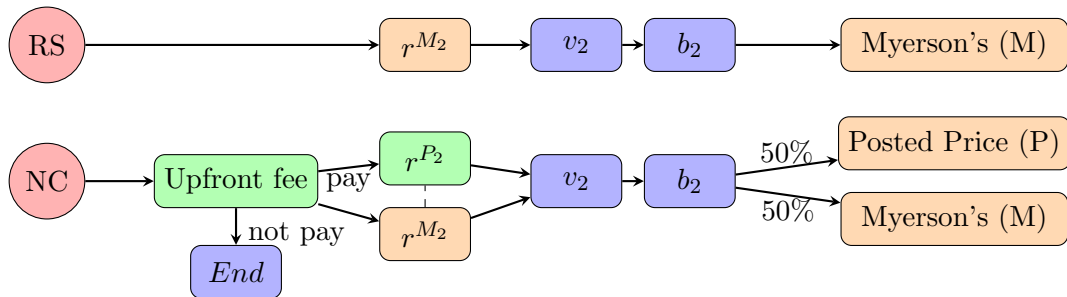 RS r^{M_2} v_2 b_2 Myerson's (M)
NC Upfront fee pay r^{P_2} v_2 b_2 50% Posted Price (P)
not pay r^{M_2} 50% Myerson's (M)
End